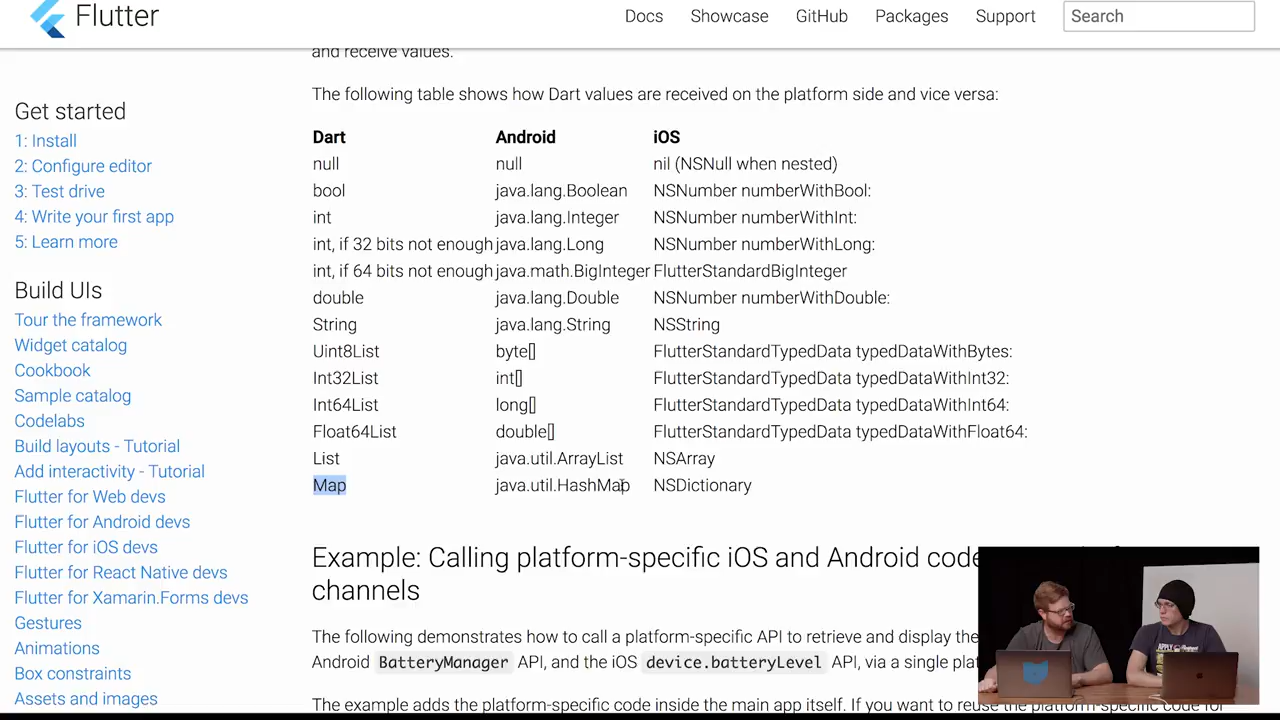 Flutter
Docs Showcase GitHub Packages Support Search
and receive values.
The following table shows how Dart values are received on the platform side and vice versa:
Get started
1: Install
2: Configure editor
3: Test drive
4: Write your first app
5: Learn more
Build UIs
Tour the framework
Widget catalog
Cookbook
Sample catalog
Codelabs
Build layouts - Tutorial
Add interactivity - Tutorial
Flutter for Web devs
Flutter for Android devs
Flutter for iOS devs
Flutter for React Native devs
Flutter for Xamarin.Forms devs
Gestures
Animations
Box constraints
Assets and images
Dart Android iOS
null null nil (NSNull when nested)
bool java.lang.Boolean NSNumber numberWithBool:
int java.lang.Integer NSNumber numberWithInt:
int, if 32 bits not enough java.lang.Long NSNumber numberWithLong:
int, if 64 bits not enough java.math.BigInteger FlutterStandardBigInteger
double java.lang.Double NSNumber numberWithDouble:
String java.lang.String NSString
Uint8List byte[] FlutterStandardTypedData typedDataWithBytes:
Int32List int[] FlutterStandardTypedData typedDataWithInt32:
Int64List long[] FlutterStandardTypedData typedDataWithInt64:
Float64List double[] FlutterStandardTypedData typedDataWithFloat64:
List java.util.ArrayList NSArray
Map java.util.HashMap NSDictionary
Example: Calling platform-specific iOS and Android code
channels
The following demonstrates how to call a platform-specific API to retrieve and display the
Android BatteryManager API, and the iOS device.batteryLevel API, via a single
The example adds the platform-specific code inside the main app itself. If you want to reuse the platform-specific code for